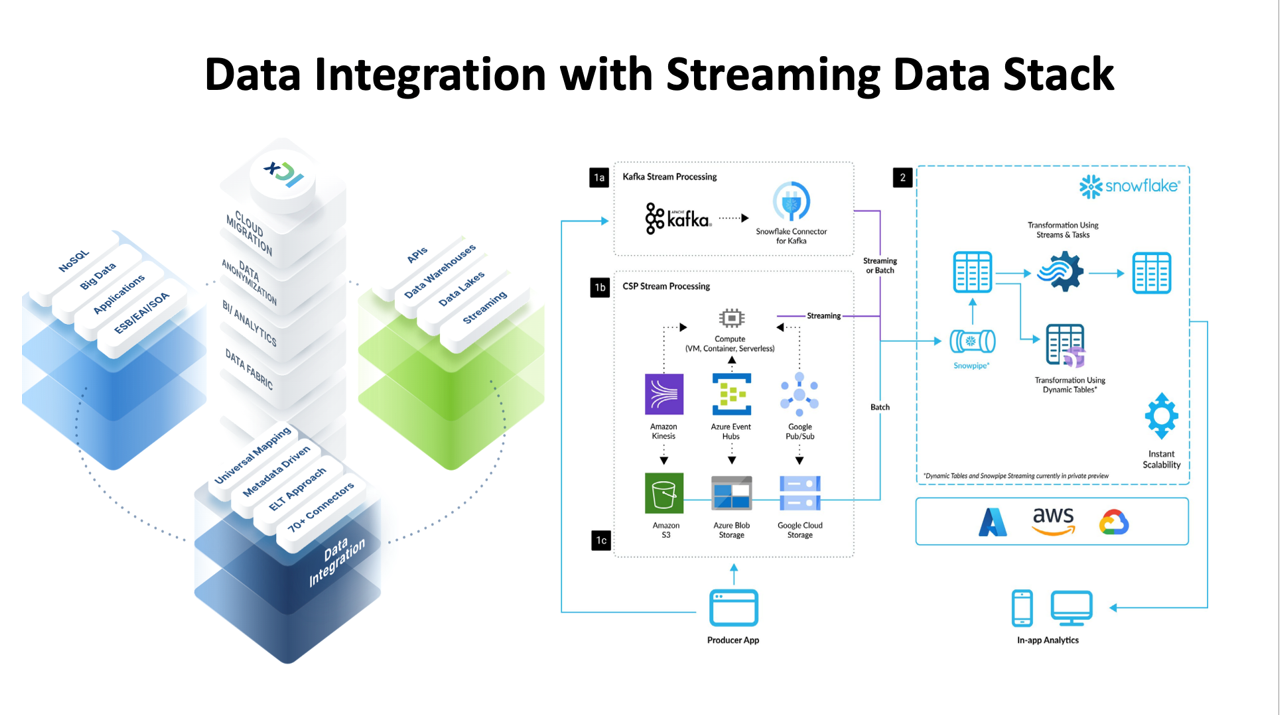 Data Integration with Streaming Data Stack
CLOUD
MIGRATION
DATA
ANONYMIZATION
BI/ ANALYTICS
DATA FABRIC
NoSQL
Big Data
Applications
ESB/EAI/SOA
APIs
Data Warehouses
Data Lakes
Streaming
Universal Mapping
Metadata Driven
ELT Approach
70+ Connectors
Data
Integration
1a
Kafka Stream Processing
APACHE
kafka
Snowflake Connector
for Kafka
Streaming
or Batch
1b
CSP Stream Processing
Streaming
Compute
(VM, Container, Serverless)
Amazon
Kinesis
Azure Event
Hubs
Google
Pub/Sub
Batch
Amazon
S3
Azure Blob
Storage
Google Cloud
Storage
1c
Producer App
2
snowflake®
Transformation Using
Streams & Tasks
Snowpipe*
Transformation Using
Dynamic Tables*
Instant
Scalability
*Dynamic Tables and Snowpipe Streaming currently in private preview
aws
In-app Analytics